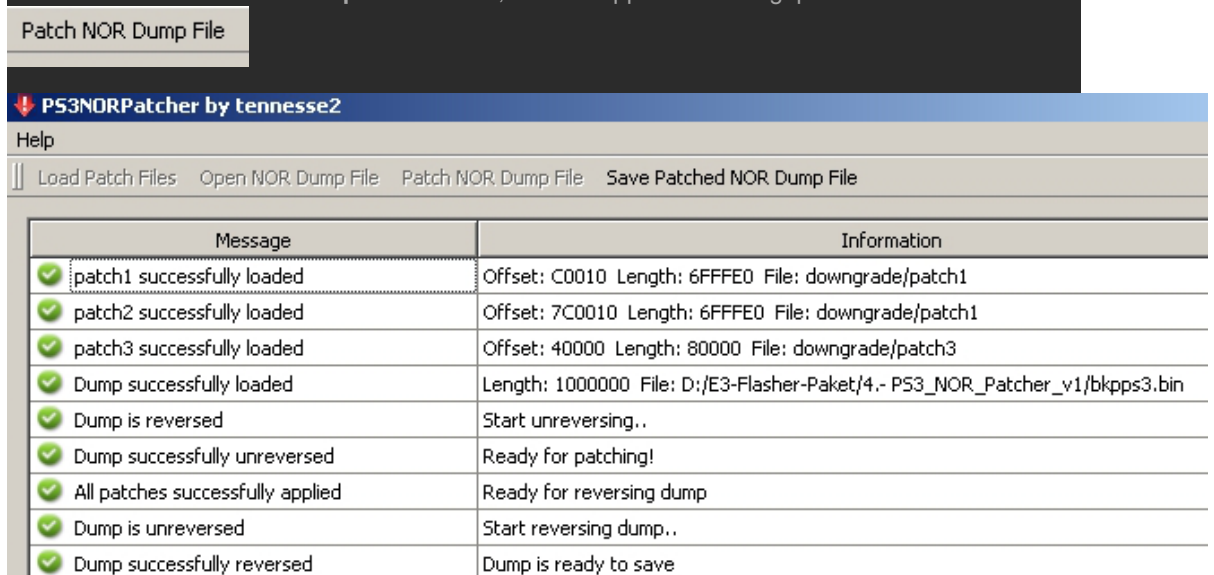 Patch NOR Dump File
PS3NORPatcher by tennesse2
Help
Load Patch Files Open NOR Dump File Patch NOR Dump File Save Patched NOR Dump File
Message Information
patch1 successfully loaded Offset: C0010 Length: 6FFFE0 File: downgrade/patch1
patch2 successfully loaded Offset: 7C0010 Length: 6FFFE0 File: downgrade/patch1
patch3 successfully loaded Offset: 40000 Length: 80000 File: downgrade/patch3
Dump successfully loaded Length: 1000000 File: D:/E3-Flasher-Paket/4.- PS3_NOR_Patcher_v1/bkpps3.bin
Dump is reversed Start unreversing..
Dump successfully unreversed Ready for patching!
All patches successfully applied Ready for reversing dump
Dump is unreversed Start reversing dump..
Dump successfully reversed Dump is ready to save